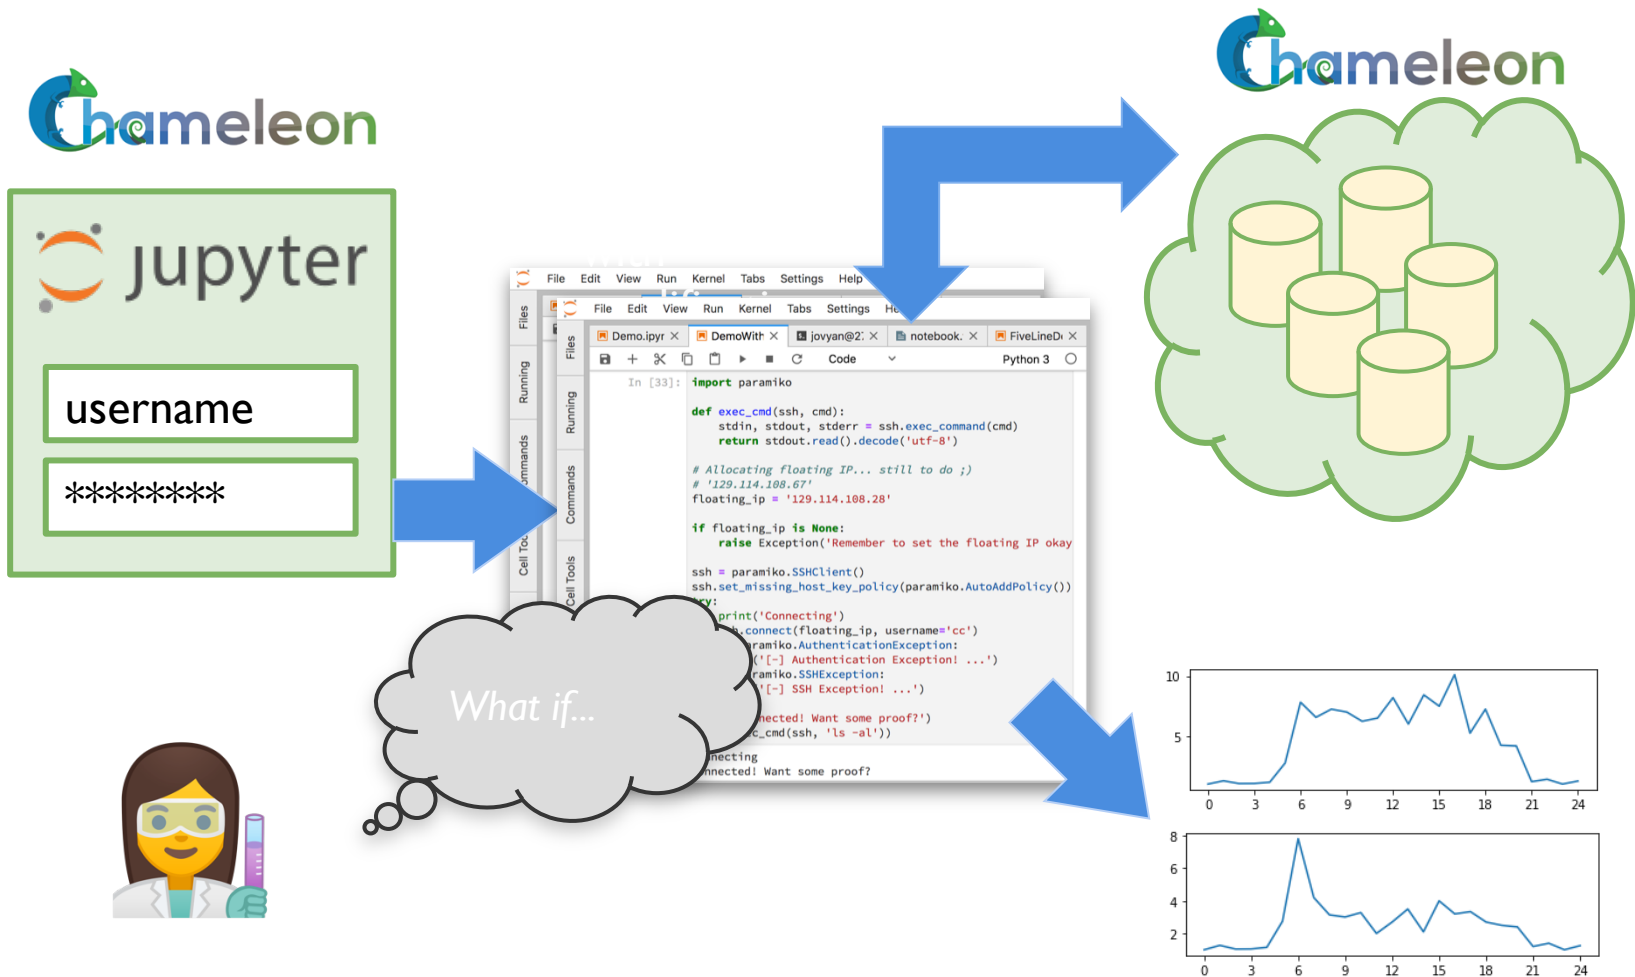 Chameleon
Chameleon
jupyter
username
********
File Edit View Run Kernel Tabs Settings Help
Files
Running
Commands
File Edit View Run Kernel Tabs Settings
Files
Running
Commands
Cell Tools
Demo.ipyr × DemoWith × jovyan@2 × notebook. × FiveLineD ×
Code Python 3
In [33]:
import paramiko
def exec_cmd(ssh, cmd):
stdin, stdout, stderr = ssh.exec_command(cmd)
return stdout.read().decode('utf-8')
# Allocating floating IP... still to do ;)
# '129.114.108.67'
floating_ip = '129.114.108.28'
if floating_ip is None:
raise Exception('Remember to set the floating IP okay
ssh = paramiko.SSHClient()
ssh.set_missing_host_key_policy(paramiko.AutoAddPolicy())
print('Connecting')
.connect(floating_ip, username='cc')
ramiko.AuthenticationException:
('[-] Authentication Exception! ...')
ramiko.SSHException:
'[-] SSH Exception! ...')
nected! Want some proof?')
c_cmd(ssh, 'ls -al'))
necting
nnected! Want some proof?
What if...
10
5
0 3 6 9 12 15 18 21 24
8
6
4
2
0 3 6 9 12 15 18 21 24